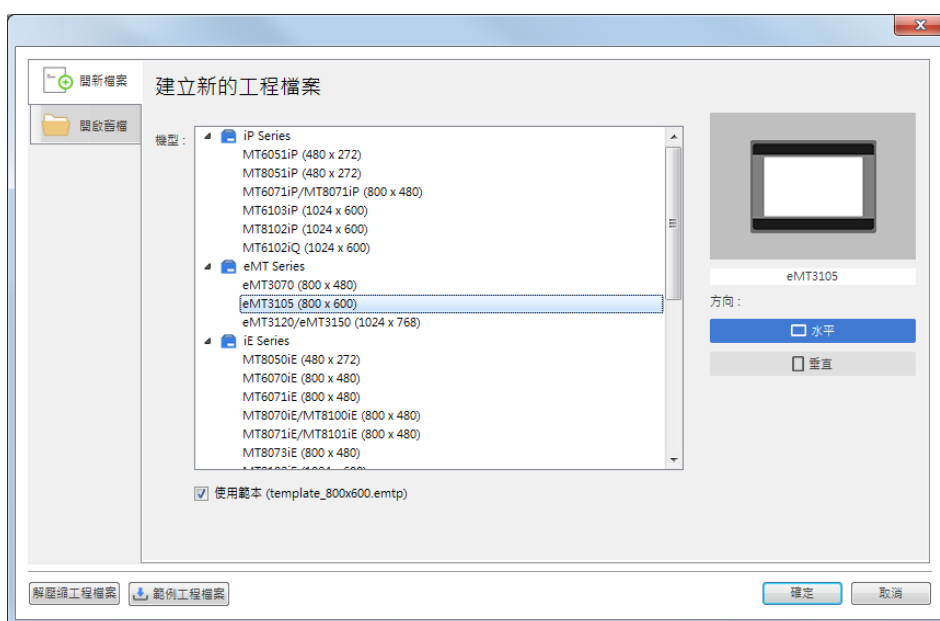 開新檔案
開啟舊檔
建立新的工程檔案
機型：
iP Series
MT6051iP (480 x 272)
MT8051iP (480 x 272)
MT6071iP/MT8071iP (800 x 480)
MT6103iP (1024 x 600)
MT8102iP (1024 x 600)
MT6102iQ (1024 x 600)
eMT Series
eMT3070 (800 x 480)
eMT3105 (800 x 600)
eMT3120/eMT3150 (1024 x 768)
iE Series
MT8050iE (480 x 272)
MT6070iE (800 x 480)
MT6071iE (800 x 480)
MT8070iE/MT8100iE (800 x 480)
MT8071iE/MT8101iE (800 x 480)
MT8073iE (800 x 480)
使用範本 (template_800x600.emtp)
eMT3105
方向：
水平
垂直
解壓縮工程檔案
範例工程檔案
確定
取消